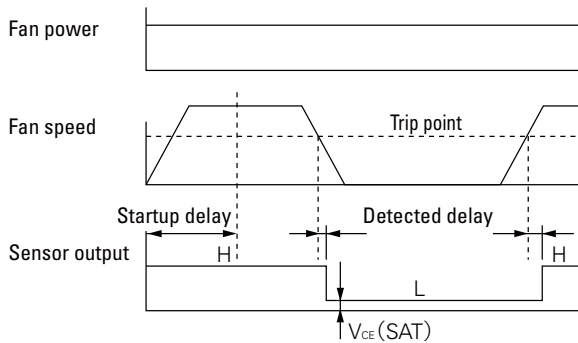 Fan power
Fan speed
Trip point
Startup delay
Detected delay
Sensor output
H
L
H
VCE(SAT)